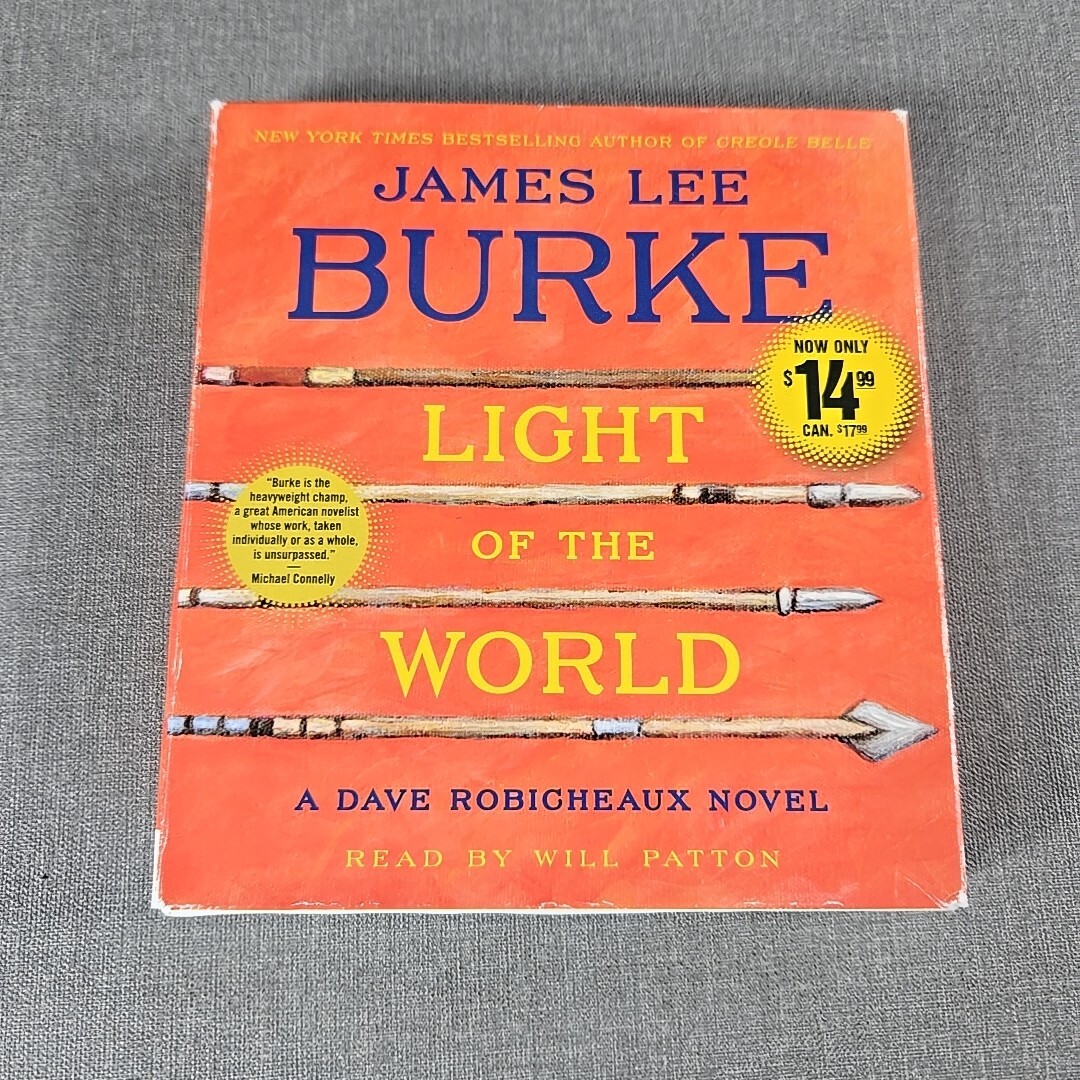 NEW YORK TIMES BESTSELLING AUTHOR OF CREOLE BELLE
JAMES LEE
BURKE
NOW ONLY
$14.99
CAN. $17.99
LIGHT
"Burke is the
heavyweight champ,
a great American novelist
whose work, taken
individually or as a whole,
is unsurpassed."
—
Michael Connelly
OF THE
WORLD
A DAVE ROBICHEAUX NOVEL
READ BY WILL PATTON